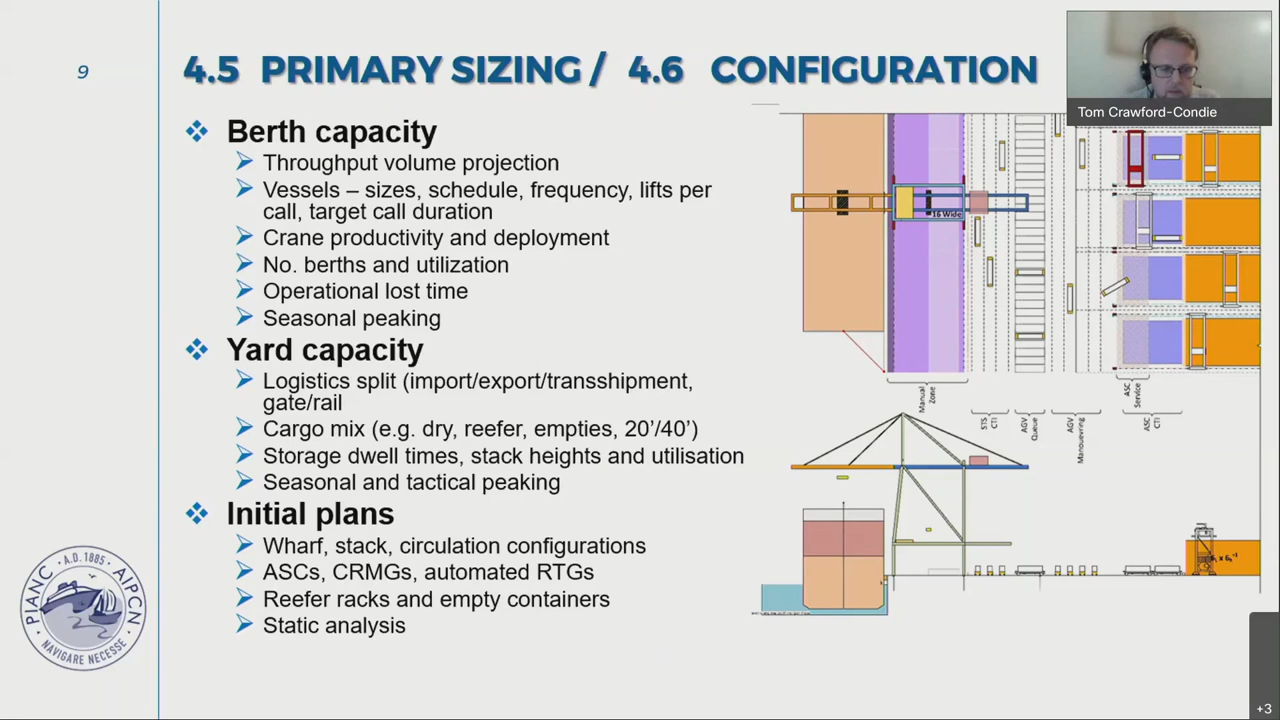 9
4.5 PRIMARY SIZING / 4.6 CONFIGURATION
Tom Crawford-Condie
Berth capacity
Throughput volume projection
Vessels – sizes, schedule, frequency, lifts per
call, target call duration
Crane productivity and deployment
No. berths and utilization
Operational lost time
Seasonal peaking
Yard capacity
Logistics split (import/export/transshipment,
gate/rail
Cargo mix (e.g. dry, reefer, empties, 20’/40’)
Storage dwell times, stack heights and utilisation
Seasonal and tactical peaking
Initial plans
Wharf, stack, circulation configurations
ASCs, CRMGs, automated RTGs
Reefer racks and empty containers
Static analysis
16 Wide
Manual
Zone
STS
CTI
AGV
Queue
AGV
Manouevring
ASC
Service
ASC
CTI
PIANC · A.D. 1885 · AIPCN
NAVIGARE NECESSE
+3